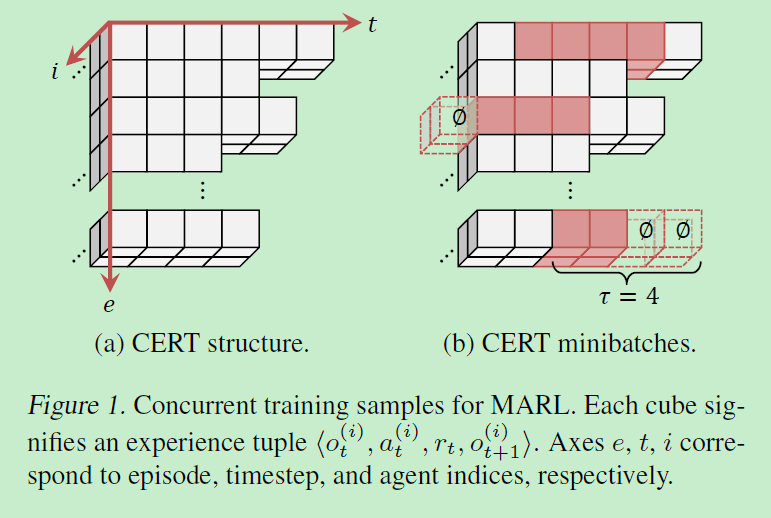 t
i
e
∅
∅ ∅
τ = 4
(a) CERT structure.
(b) CERT minibatches.
Figure 1. Concurrent training samples for MARL. Each cube sig-
nifies an experience tuple ⟨o_t^{(i)}, a_t^{(i)}, r_t, o_{t+1}^{(i)}⟩. Axes e, t, i corre-
spond to episode, timestep, and agent indices, respectively.